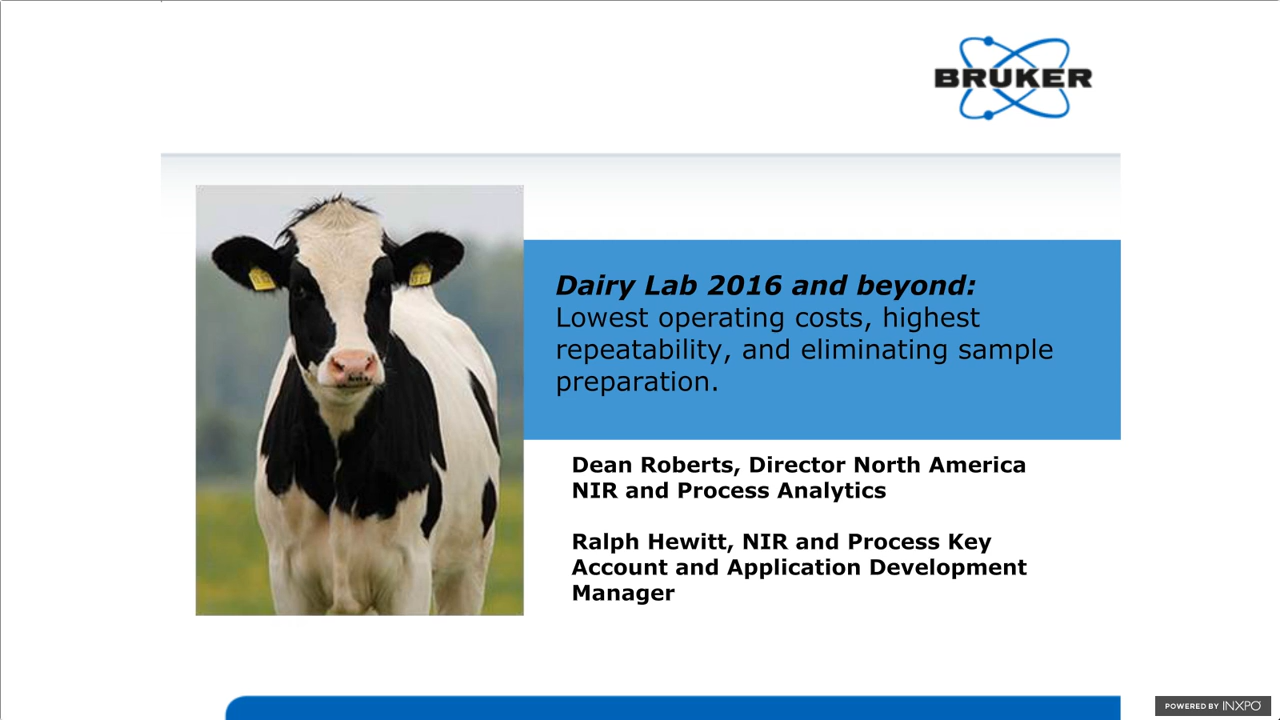 BRUKER
Dairy Lab 2016 and beyond:
Lowest operating costs, highest
repeatability, and eliminating sample
preparation.
Dean Roberts, Director North America
NIR and Process Analytics
Ralph Hewitt, NIR and Process Key
Account and Application Development
Manager
POWERED BY INXPO